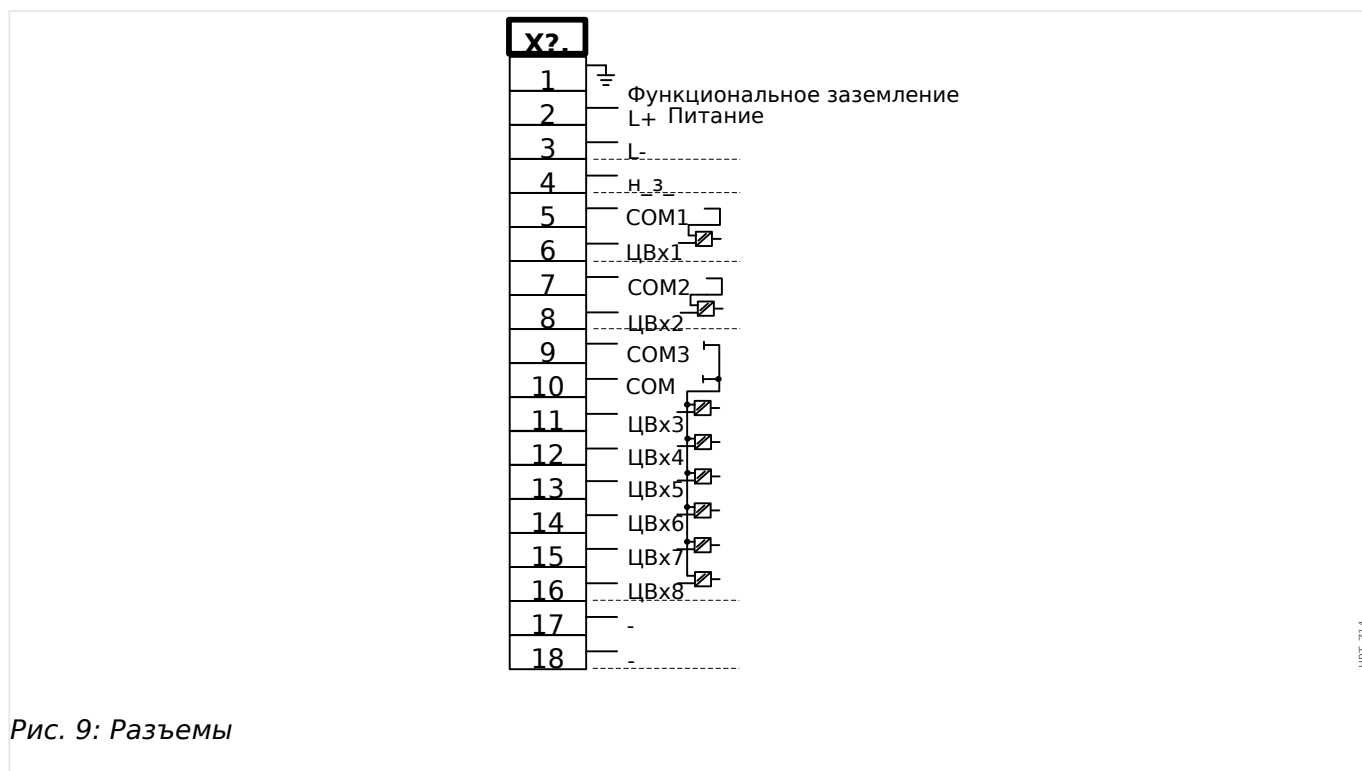 X?.
1
Функциональное заземление
2 L+ Питание
3 L-
4 н_з_
5 COM1
6 ЦВх1
7 COM2
8 ЦВх2
9 COM3
10 COM
11 ЦВх3
12 ЦВх4
13 ЦВх5
14 ЦВх6
15 ЦВх7
16 ЦВх8
17 -
18 -
Рис. 9: Разъемы